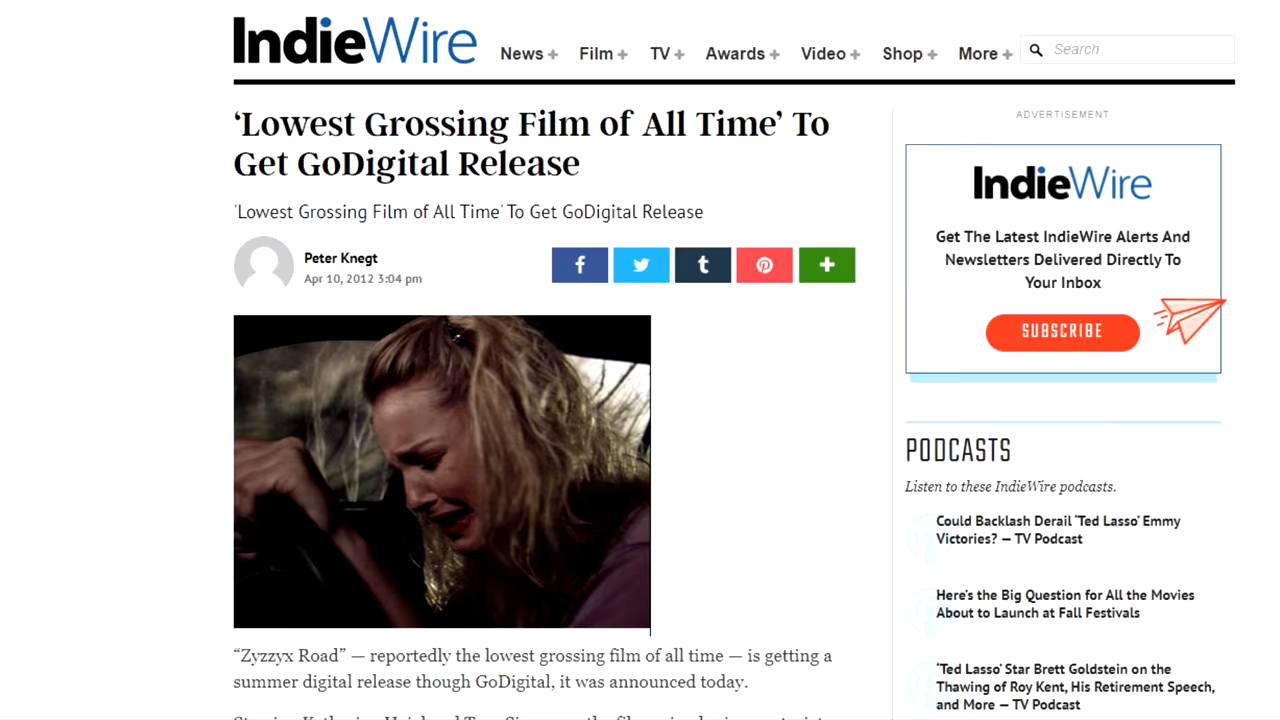 IndieWire
News + Film + TV + Awards + Video + Shop + More + Search
‘Lowest Grossing Film of All Time’ To
Get GoDigital Release
'Lowest Grossing Film of All Time' To Get GoDigital Release
Peter Knegt
Apr 10, 2012 3:04 pm
“Zyzzyx Road” — reportedly the lowest grossing film of all time — is getting a
summer digital release though GoDigital, it was announced today.
ADVERTISEMENT
IndieWire
Get The Latest IndieWire Alerts And
Newsletters Delivered Directly To
Your Inbox
SUBSCRIBE
PODCASTS
Listen to these IndieWire podcasts.
Could Backlash Derail ‘Ted Lasso’ Emmy
Victories? — TV Podcast
Here’s the Big Question for All the Movies
About to Launch at Fall Festivals
‘Ted Lasso’ Star Brett Goldstein on the
Thawing of Roy Kent, His Retirement Speech,
and More — TV Podcast